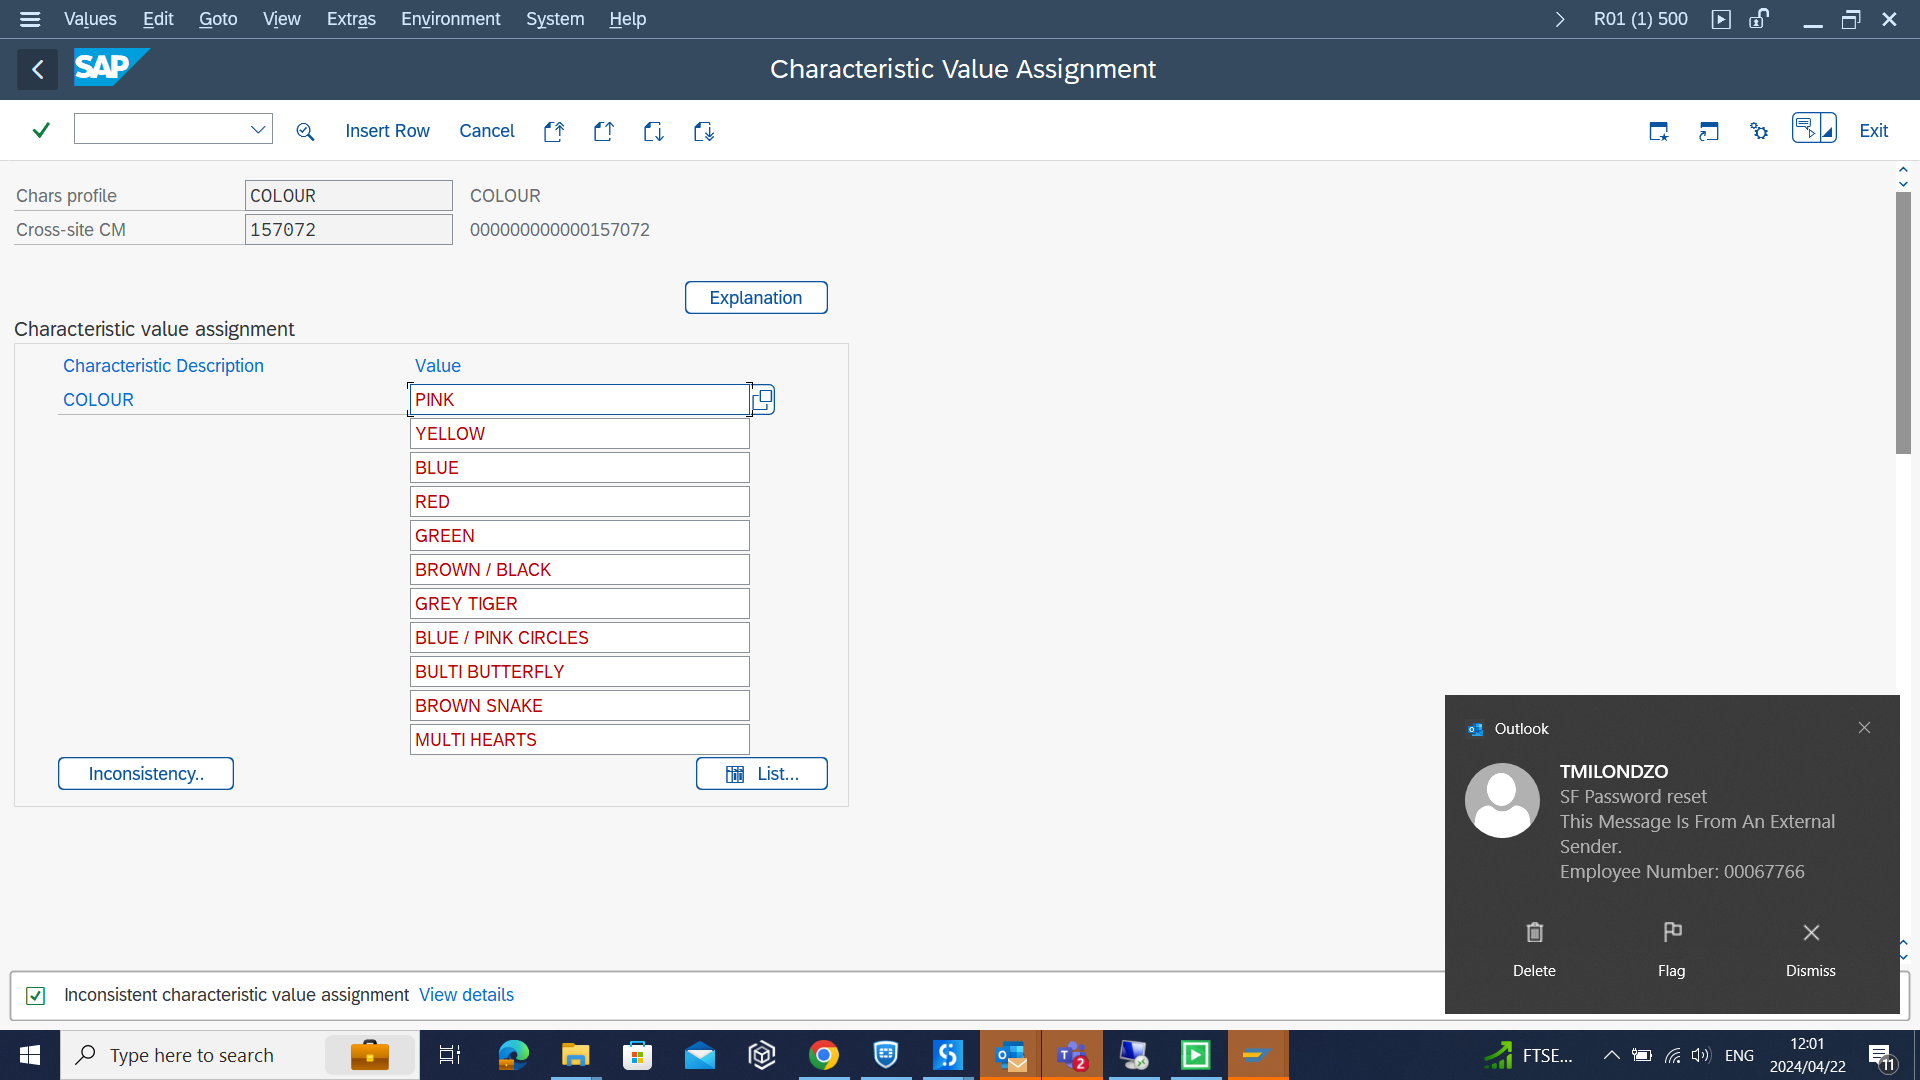 Values Edit Goto View Extras Environment System Help R01 (1) 500
SAP Characteristic Value Assignment
Insert Row Cancel Exit
Chars profile COLOUR COLOUR
Cross-site CM 157072 000000000000157072
Explanation
Characteristic value assignment
Characteristic Description Value
COLOUR PINK
YELLOW
BLUE
RED
GREEN
BROWN / BLACK
GREY TIGER
BLUE / PINK CIRCLES
BULTI BUTTERFLY
BROWN SNAKE
MULTI HEARTS
Inconsistency.. List...
Outlook
TMILONDZO
SF Password reset
This Message Is From An External
Sender.
Employee Number: 00067766
Delete Flag Dismiss
Inconsistent characteristic value assignment View details
Type here to search 2 FTSE... ENG 12:01
2024/04/22 11